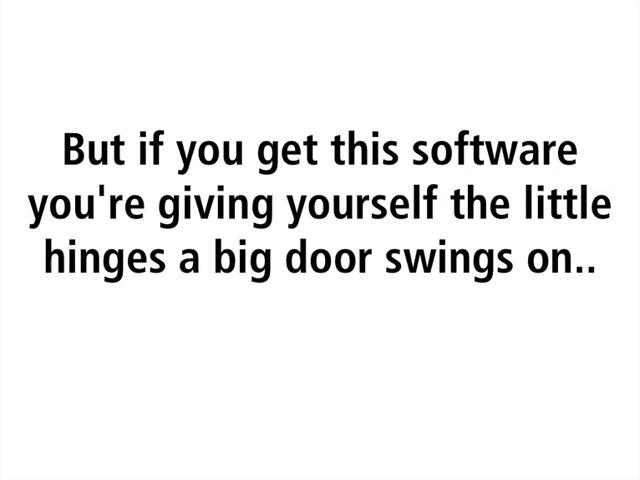 But if you get this software
you're giving yourself the little
hinges a big door swings on..